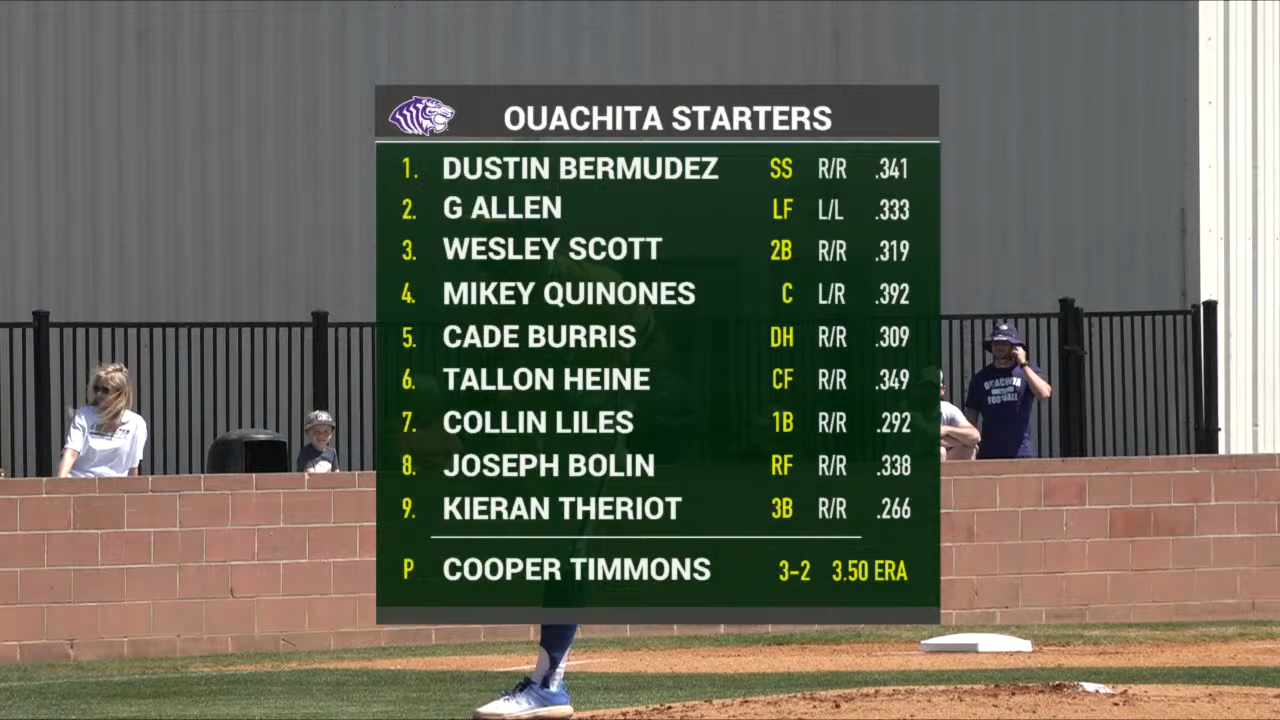 OUACHITA STARTERS
1. DUSTIN BERMUDEZ SS R/R .341
2. G ALLEN LF L/L .333
3. WESLEY SCOTT 2B R/R .319
4. MIKEY QUINONES C L/R .392
5. CADE BURRIS DH R/R .309
6. TALLON HEINE CF R/R .349
7. COLLIN LILES 1B R/R .292
8. JOSEPH BOLIN RF R/R .338
9. KIERAN THERIOT 3B R/R .266
P COOPER TIMMONS 3-2 3.50 ERA
OUACHITA
FOOTBALL